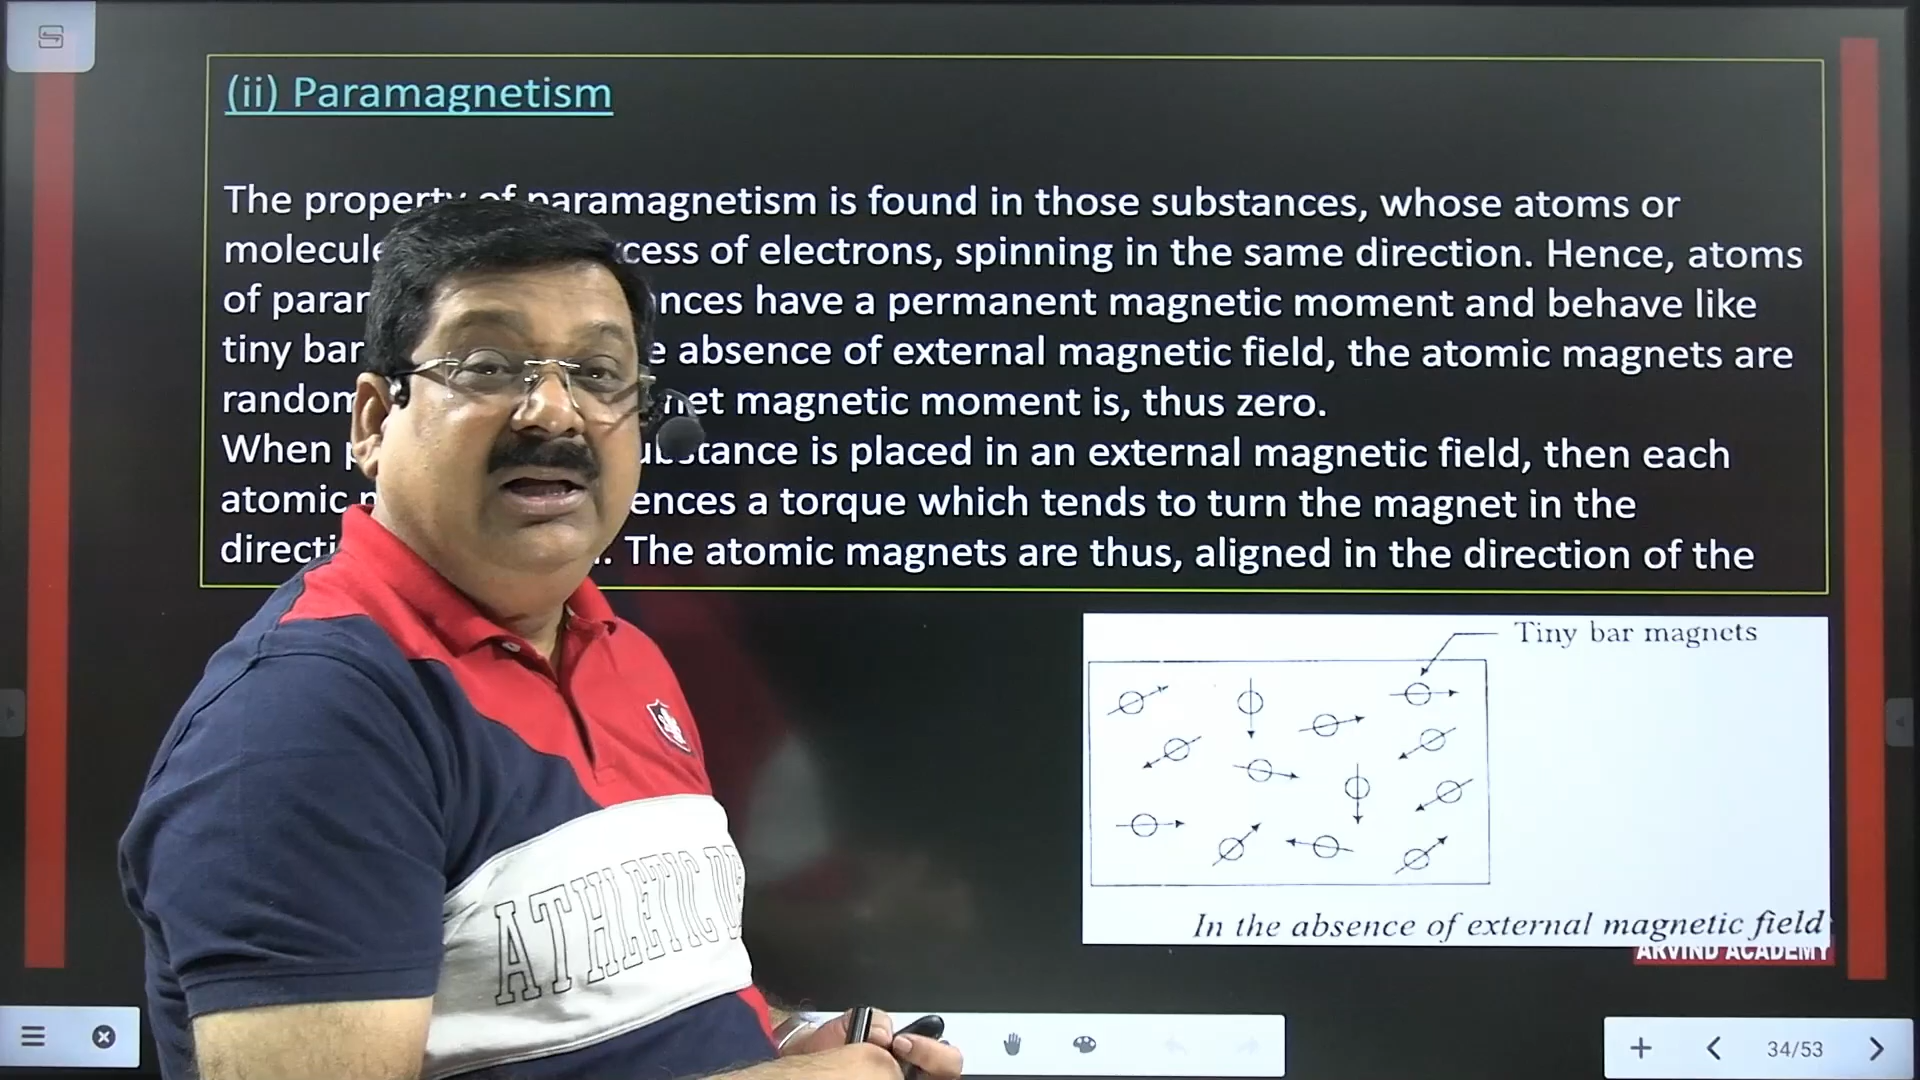 (ii) Paramagnetism
The property of paramagnetism is found in those substances, whose atoms or
molecule cess of electrons, spinning in the same direction. Hence, atoms
of para nces have a permanent magnetic moment and behave like
tiny bar e absence of external magnetic field, the atomic magnets are
random net magnetic moment is, thus zero.
When substance is placed in an external magnetic field, then each
atomic ences a torque which tends to turn the magnet in the
directi . The atomic magnets are thus, aligned in the direction of the
Tiny bar magnets
In the absence of external magnetic field
ARVIND ACADEMY
ATHLETIC DE
34/53